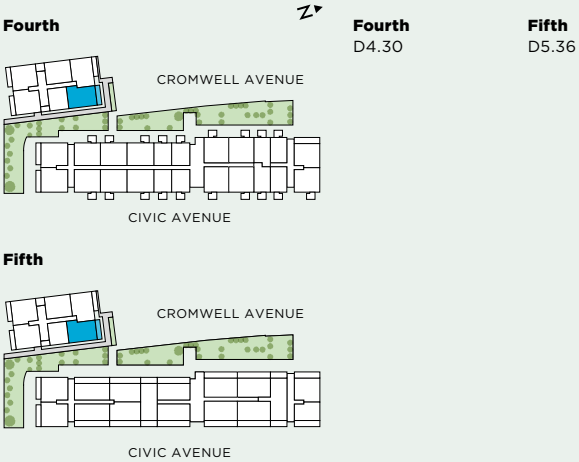 Fourth
CROMWELL AVENUE
CIVIC AVENUE
Fifth
CROMWELL AVENUE
CIVIC AVENUE
N
Fourth
D4.30
Fifth
D5.36